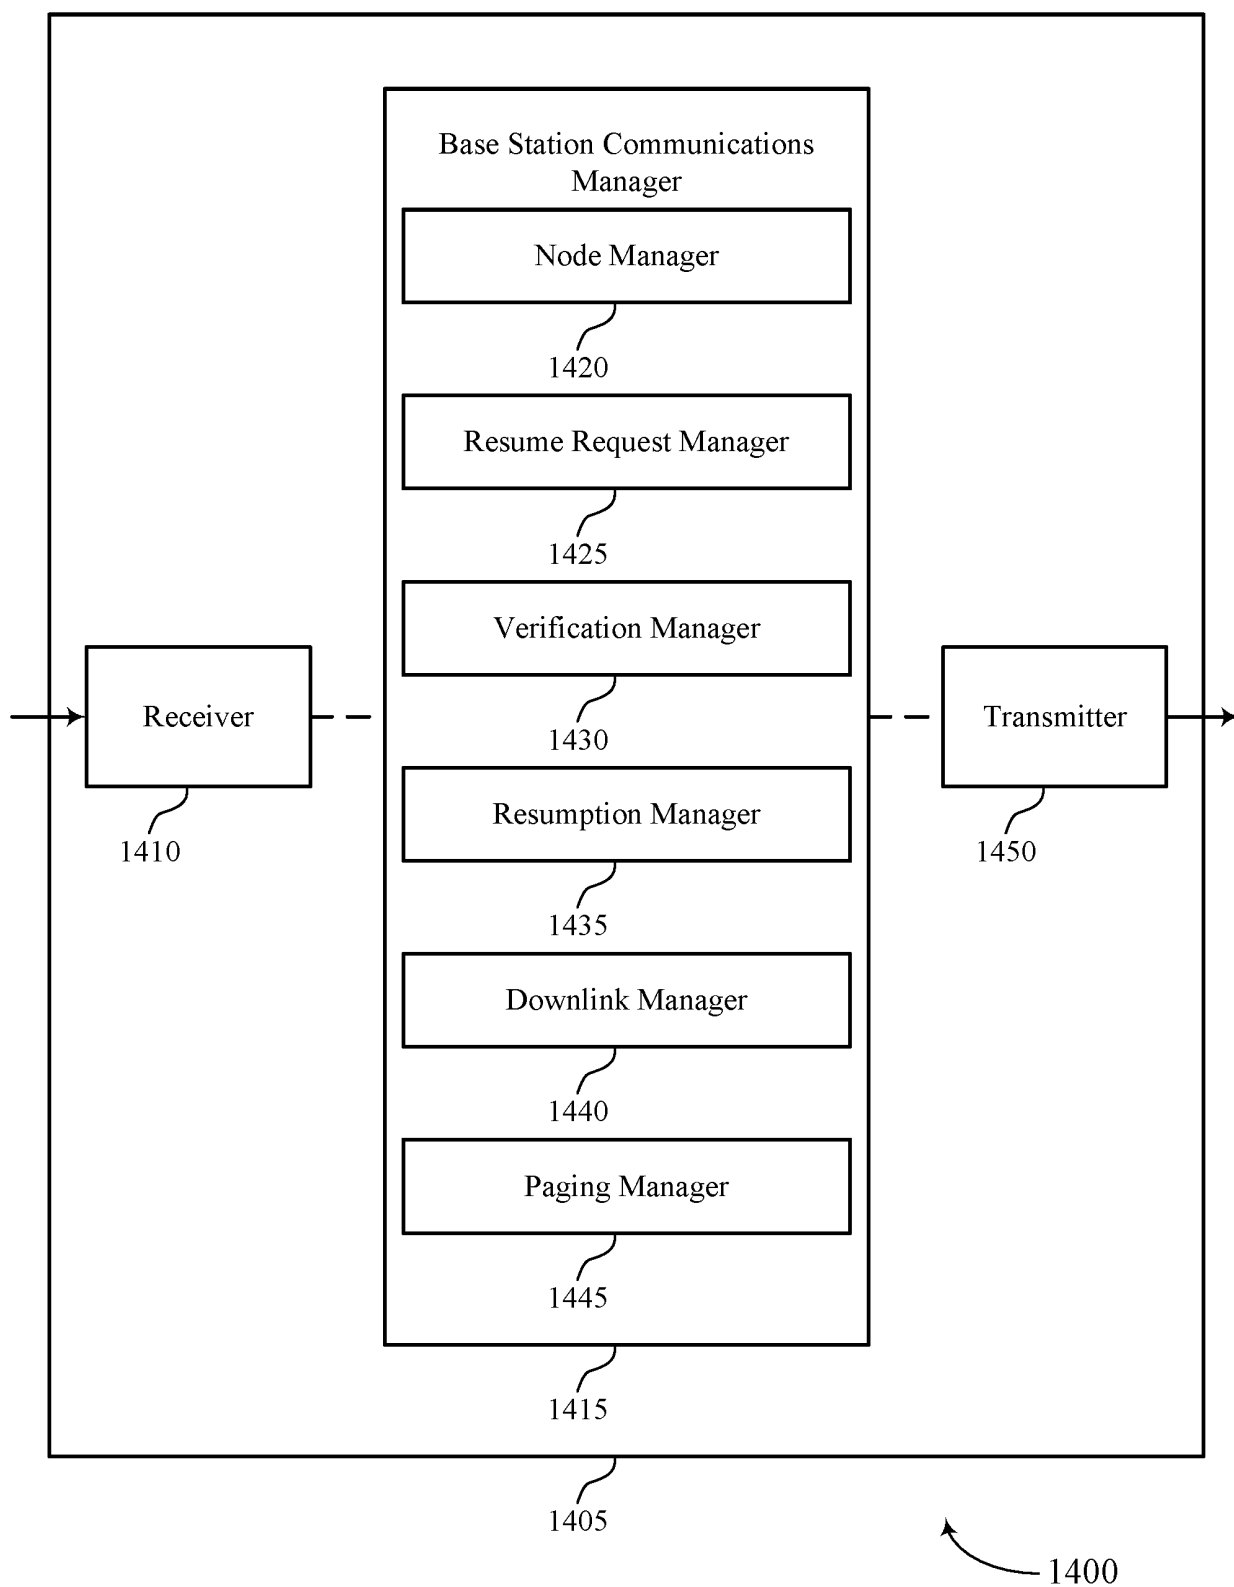 Base Station Communications
Manager
Node Manager
1420
Resume Request Manager
1425
Verification Manager
1430
Receiver
1410
Transmitter
1450
Resumption Manager
1435
Downlink Manager
1440
Paging Manager
1445
1415
1405
1400